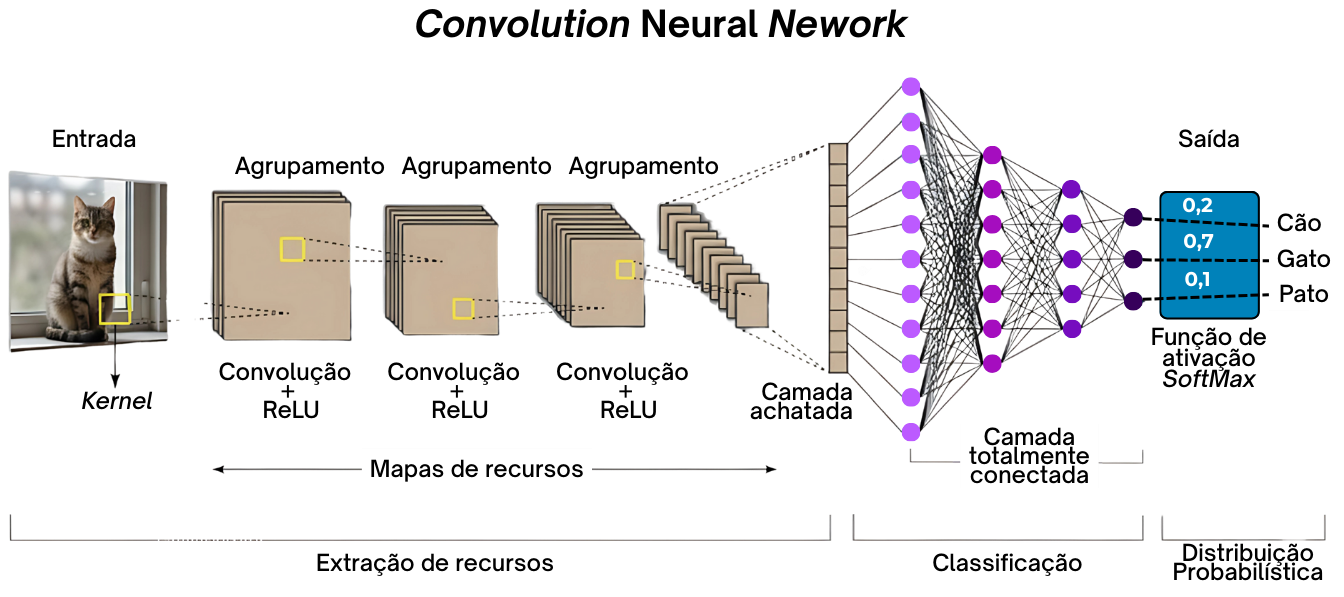 Convolution Neural Nework
Entrada
Agrupamento
Agrupamento
Agrupamento
Saída
0,2
Cão
0,7
Gato
0,1
Pato
Kernel
Convolução
+
ReLU
Convolução
+
ReLU
Convolução
+
ReLU
Camada
achatada
Função de
ativação
SoftMax
Camada
totalmente
conectada
Mapas de recursos
Extração de recursos
Classificação
Distribuição
Probabilística